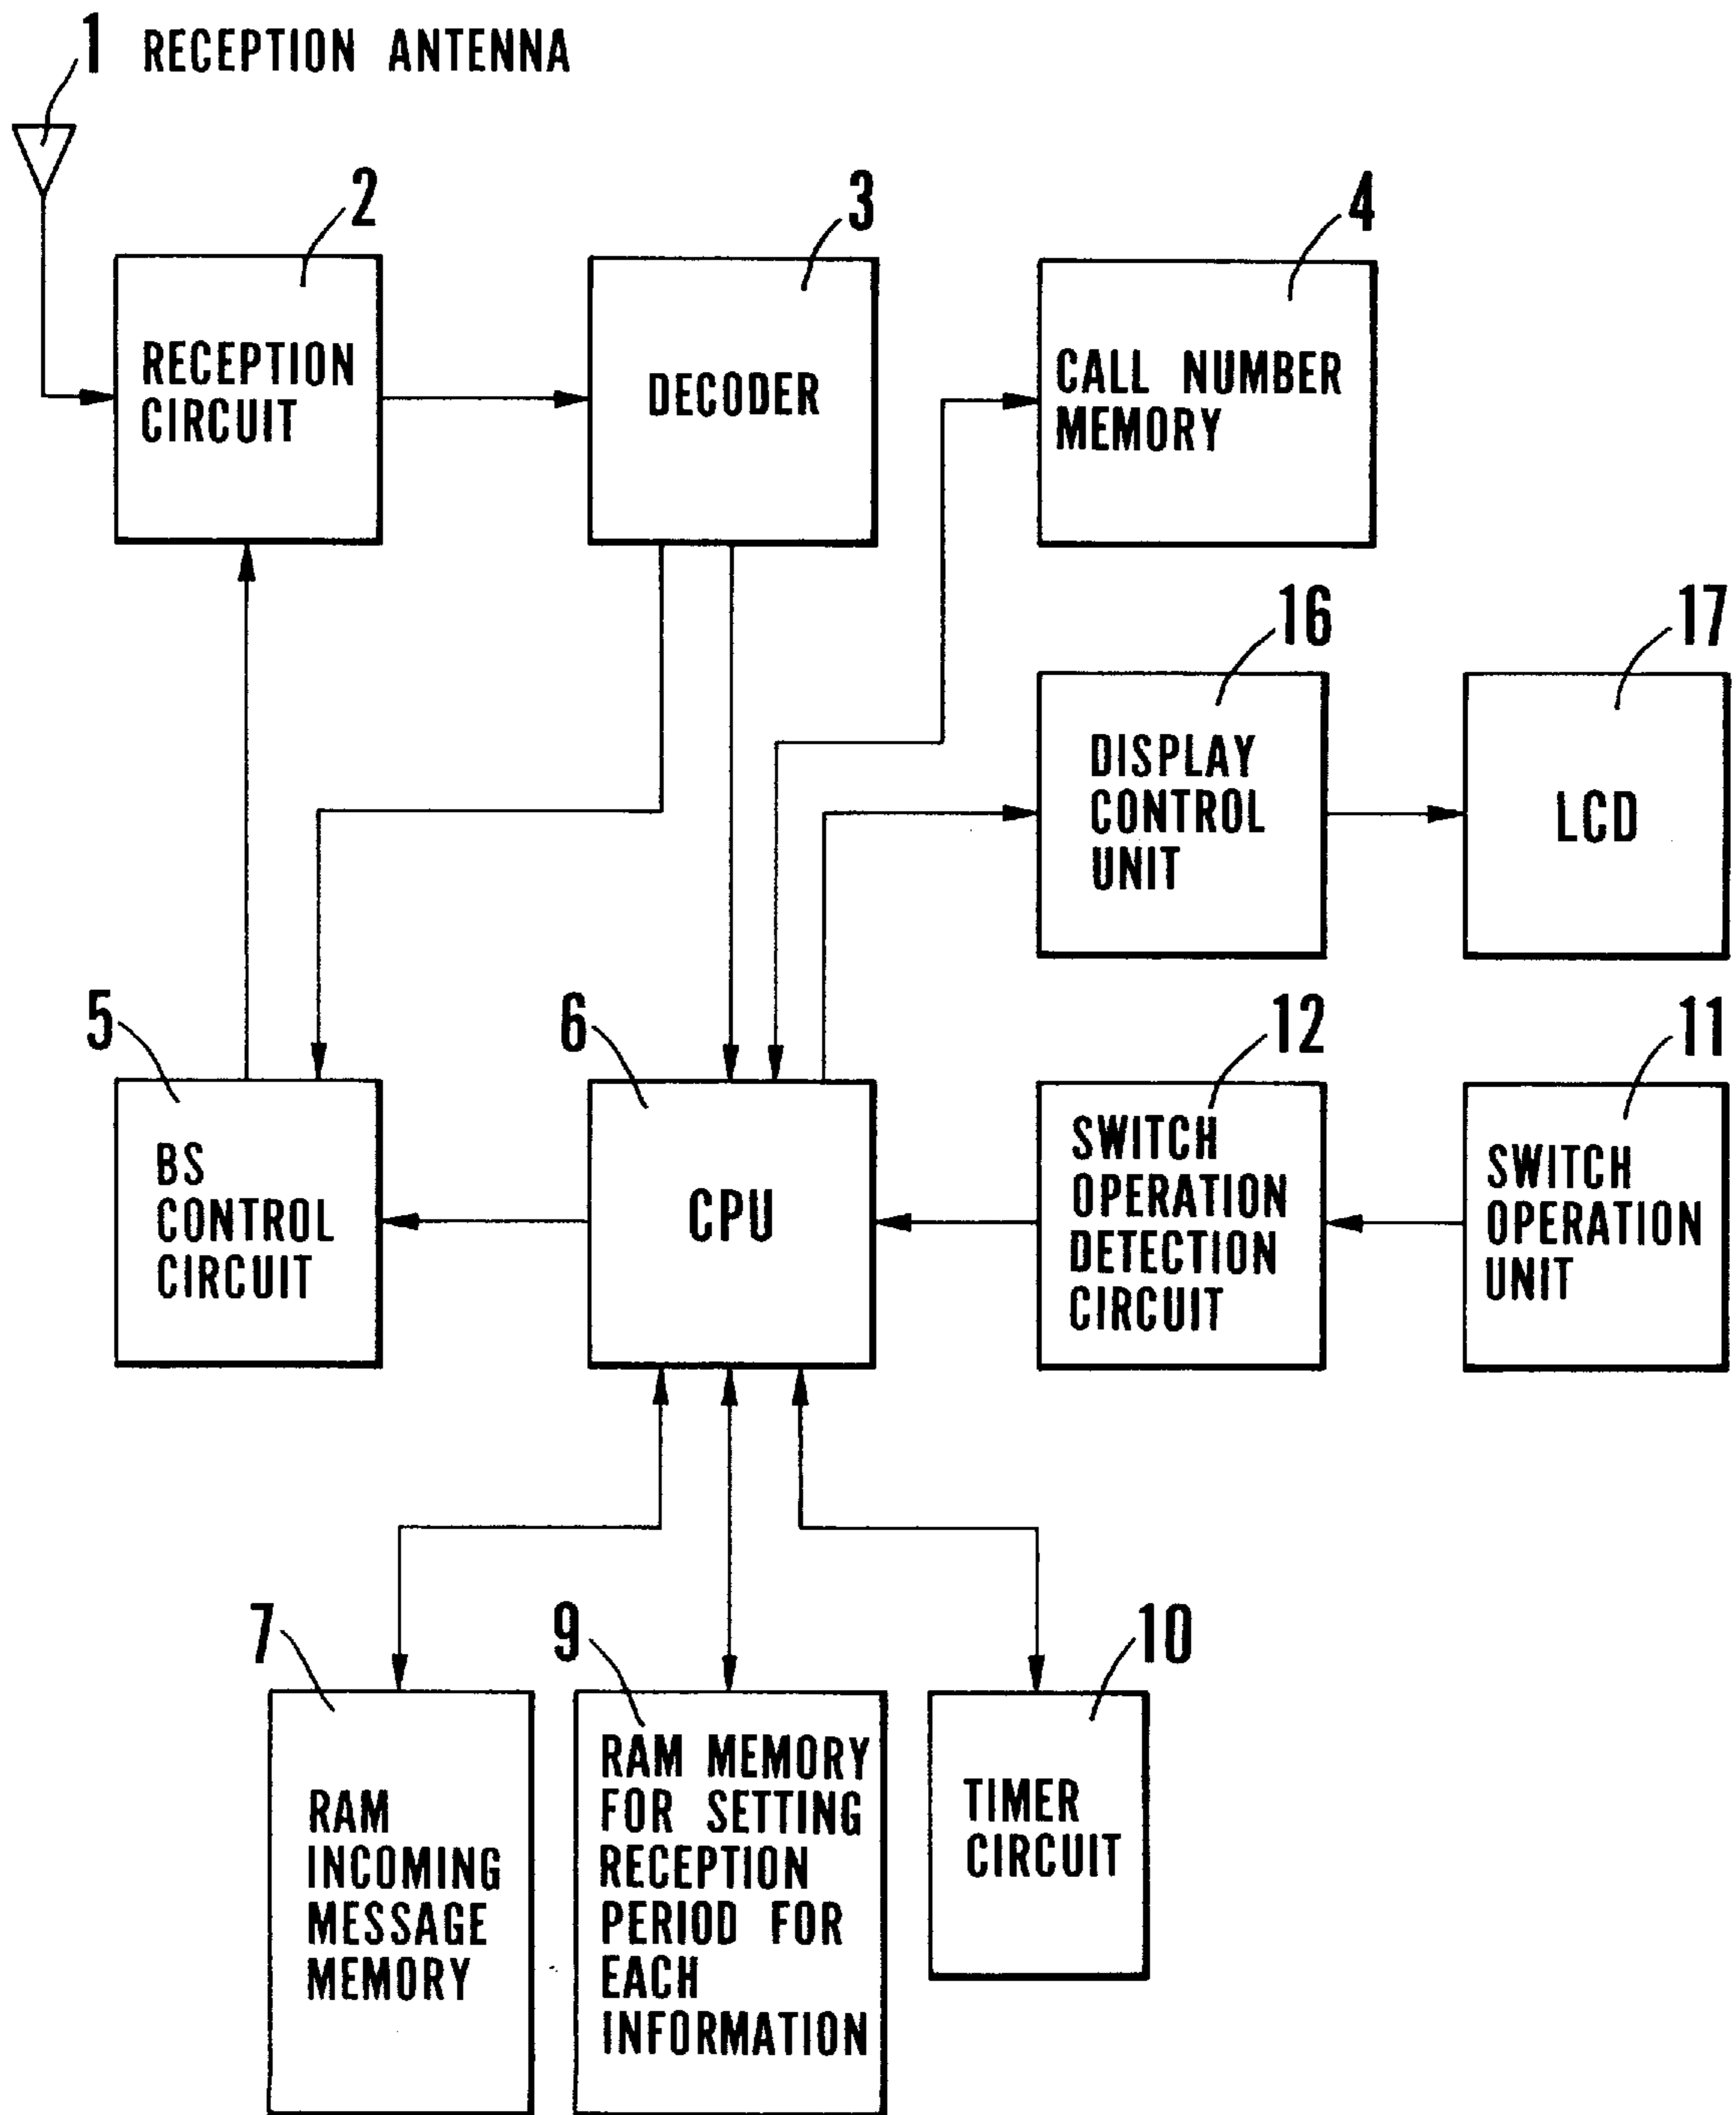 1 RECEPTION ANTENNA
2
3
4
RECEPTION
CIRCUIT
DECODER
CALL NUMBER
MEMORY
16
17
DISPLAY
CONTROL
UNIT
LCD
5
6
12
11
BS
CONTROL
CIRCUIT
CPU
SWITCH
OPERATION
DETECTION
CIRCUIT
SWITCH
OPERATION
UNIT
7
9
10
RAM
INCOMING
MESSAGE
MEMORY
RAM MEMORY
FOR SETTING
RECEPTION
PERIOD FOR
EACH
INFORMATION
TIMER
CIRCUIT